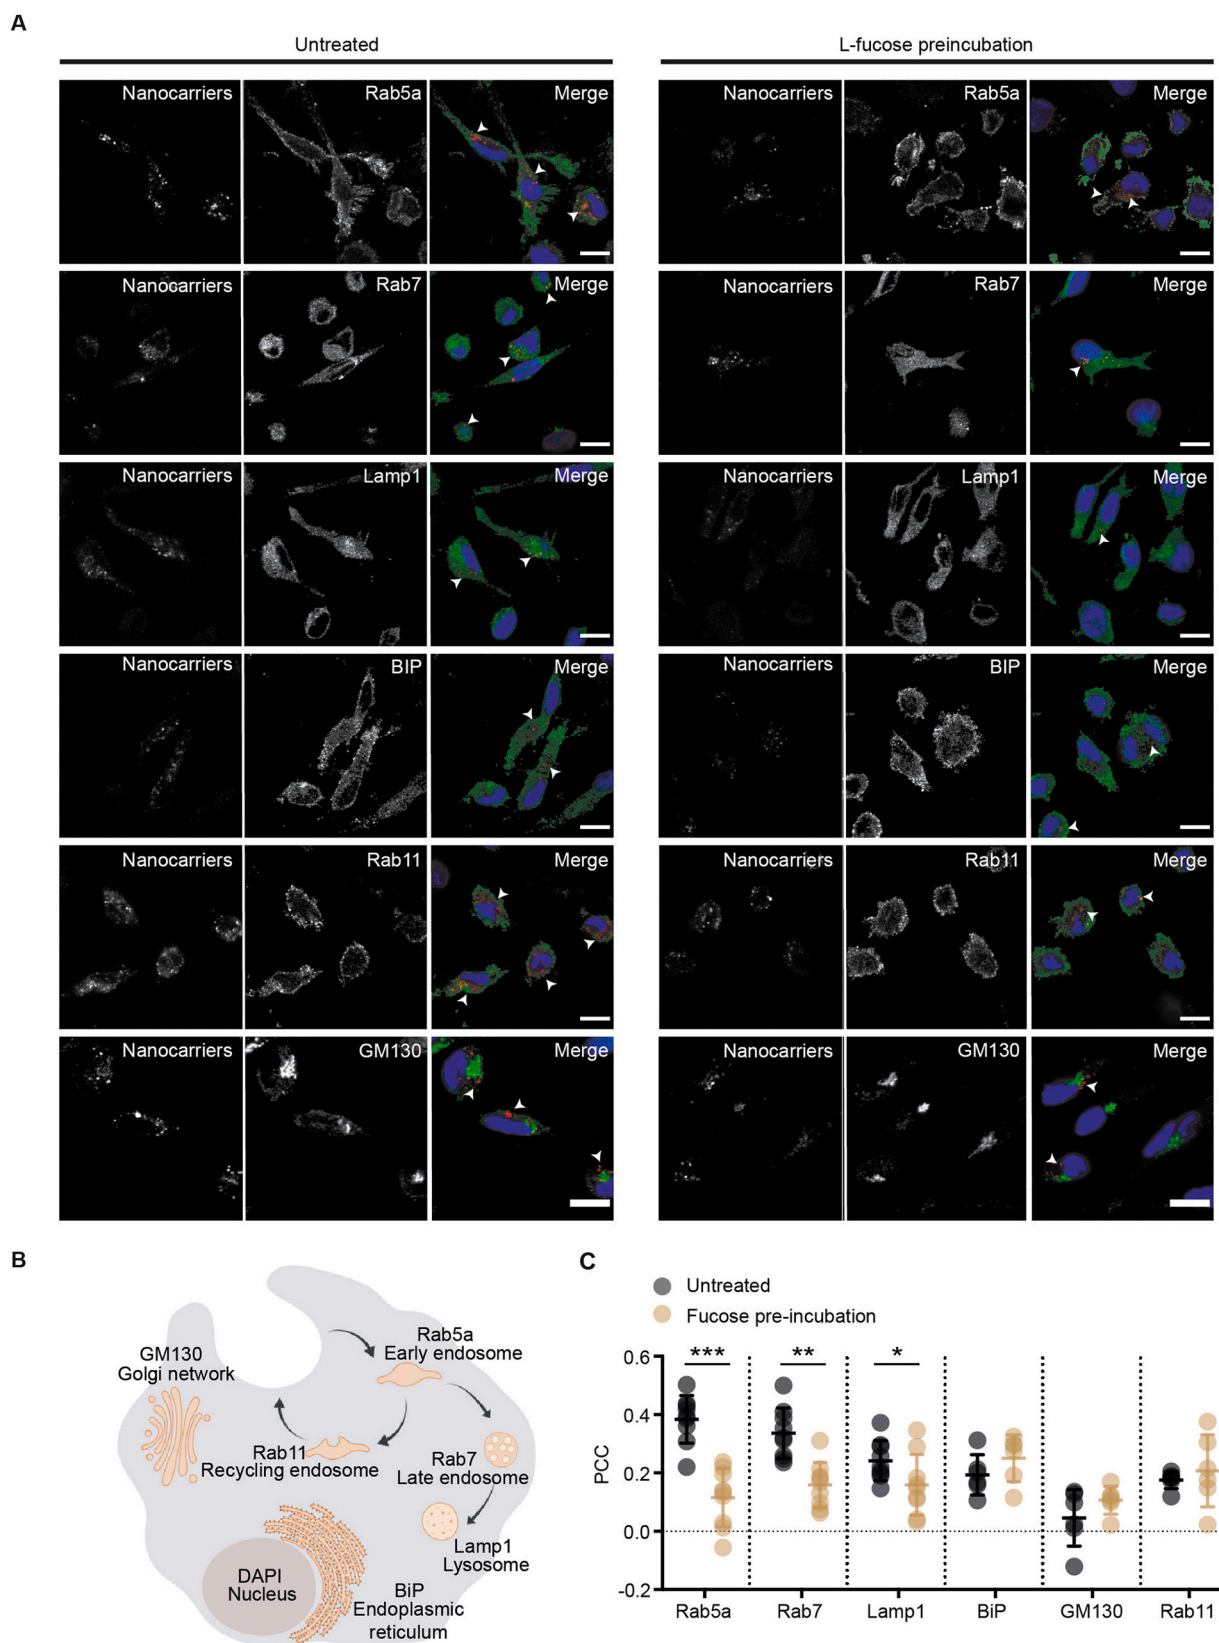 A
Untreated
L-fucose preincubation
Nanocarriers Rab5a Merge Nanocarriers Rab5a Merge
Nanocarriers Rab7 Merge Nanocarriers Rab7 Merge
Nanocarriers Lamp1 Merge Nanocarriers Lamp1 Merge
Nanocarriers BIP Merge Nanocarriers BIP Merge
Nanocarriers Rab11 Merge Nanocarriers Rab11 Merge
Nanocarriers GM130 Merge Nanocarriers GM130 Merge
B
GM130
Golgi network
Rab5a
Early endosome
Rab11
Recycling endosome
Rab7
Late endosome
Lamp1
Lysosome
DAPI
Nucleus
BiP
Endoplasmic
reticulum
C
Untreated
Fucose pre-incubation
*** ** *
PCC
0.6
0.4
0.2
0.0
-0.2
Rab5a Rab7 Lamp1 BiP GM130 Rab11